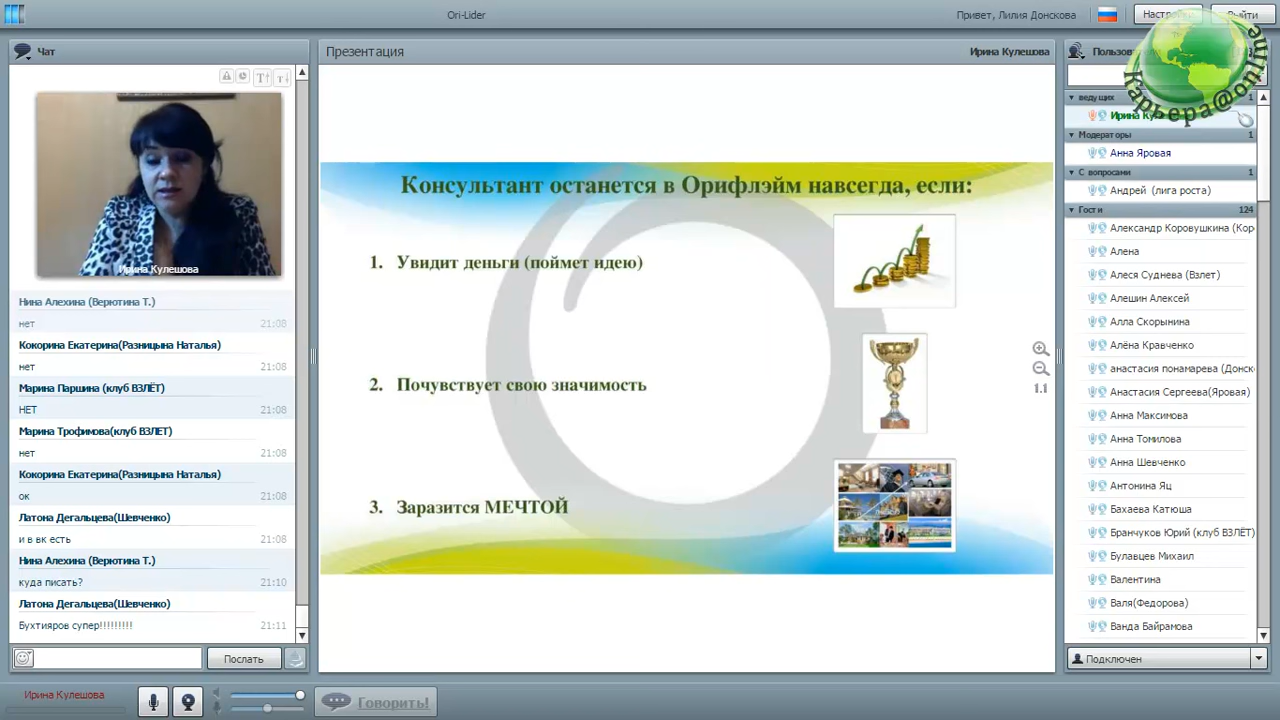 Ori-Lider
Привет, Лилия Донскова
Выйти
Чат
Ирина Кулешова
Нина Алехина (Верютина Т.)
нет
21:08
Кокорина Екатерина(Разницына Наталья)
нет
21:08
Марина Паршина (клуб ВЗЛЁТ)
НЕТ
21:08
Марина Трофимова(клуб ВЗЛЕТ)
нет
21:08
Кокорина Екатерина(Разницына Наталья)
ок
21:08
Латона Дегальцева(Шевченко)
и в вк есть
21:08
Нина Алехина (Верютина Т.)
куда писать?
21:10
Латона Дегальцева(Шевченко)
Бухтияров супер!!!!!!!!!
21:11
Послать
Презентация
Ирина Кулешова
Консультант останется в Орифлэйм навсегда, если:
1. Увидит деньги (поймет идею)
2. Почувствует свою значимость
3. Заразится МЕЧТОЙ
1.1
карьера@online
ведущих
1
Модераторы
1
Анна Яровая
С вопросами
1
Андрей (лига роста)
Гости
124
Александр Коровушкина (Кор
Алена
Алеся Суднева (Взлет)
Алешин Алексей
Алла Скорынина
Алёна Кравченко
анастасия пономарева (Донск
Анастасия Сергеева(Яровая)
Анна Максимова
Анна Томилова
Анна Шевченко
Антонина Яц
Бахаева Катюша
Бранчуков Юрий (клуб ВЗЛЁТ)
Булавцев Михаил
Валентина
Валя(Федорова)
Ванда Байрамова
Подключен
Ирина Кулешова
Говорить!